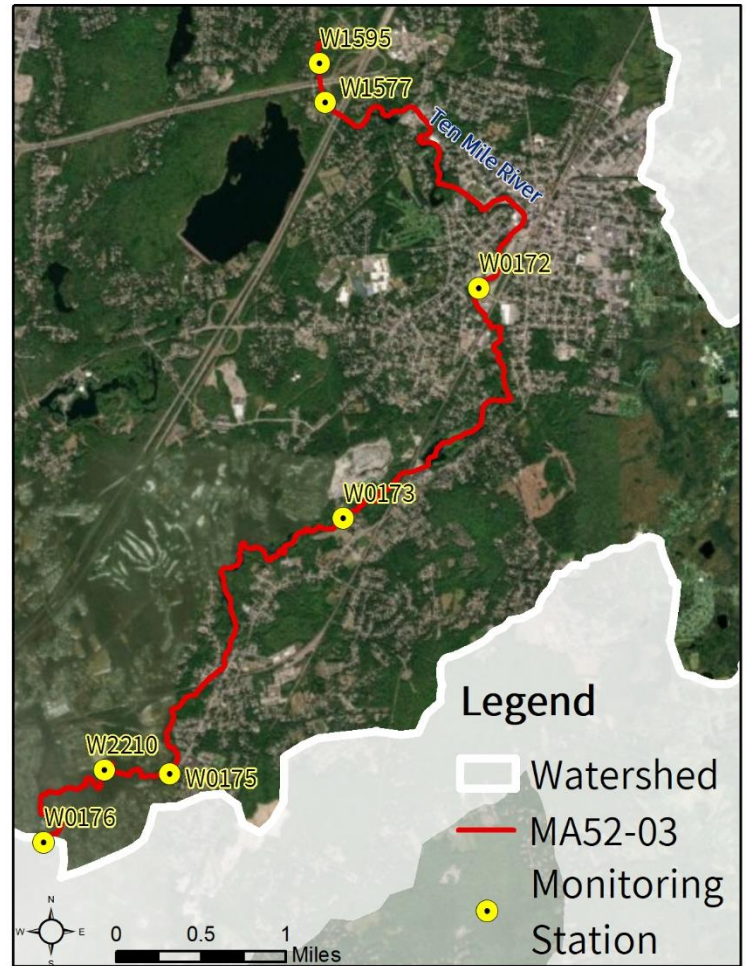 W1595
W1577
Ten Mile River
W0172
W0173
W2210
W0175
W0176
Legend
Watershed
MA52-03
Monitoring
Station
N
W
E
S
0 0.5 1
Miles